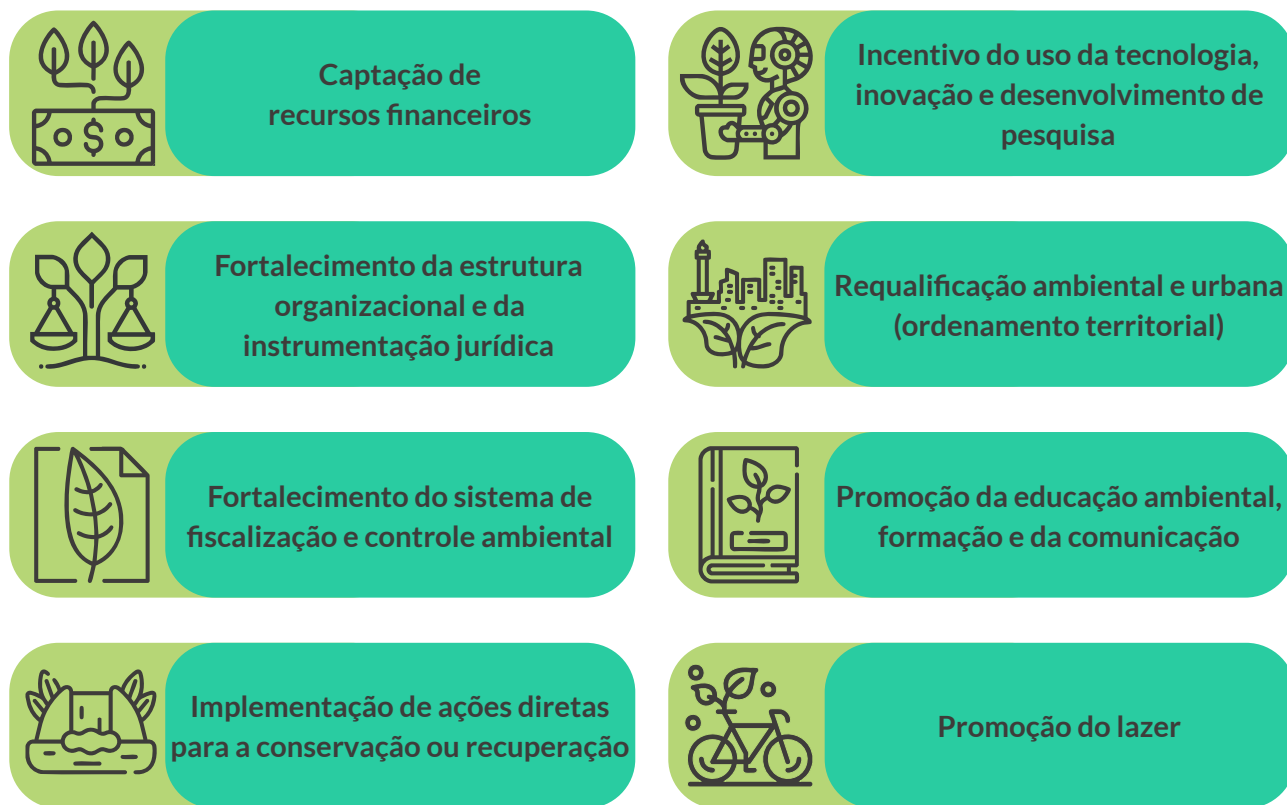 Captação de
recursos financeiros
Incentivo do uso da tecnologia,
inovação e desenvolvimento de
pesquisa
Fortalecimento da estrutura
organizacional e da
instrumentação jurídica
Requalificação ambiental e urbana
(ordenamento territorial)
Fortalecimento do sistema de
fiscalização e controle ambiental
Promoção da educação ambiental,
formação e da comunicação
Implementação de ações diretas
para a conservação ou recuperação
Promoção do lazer